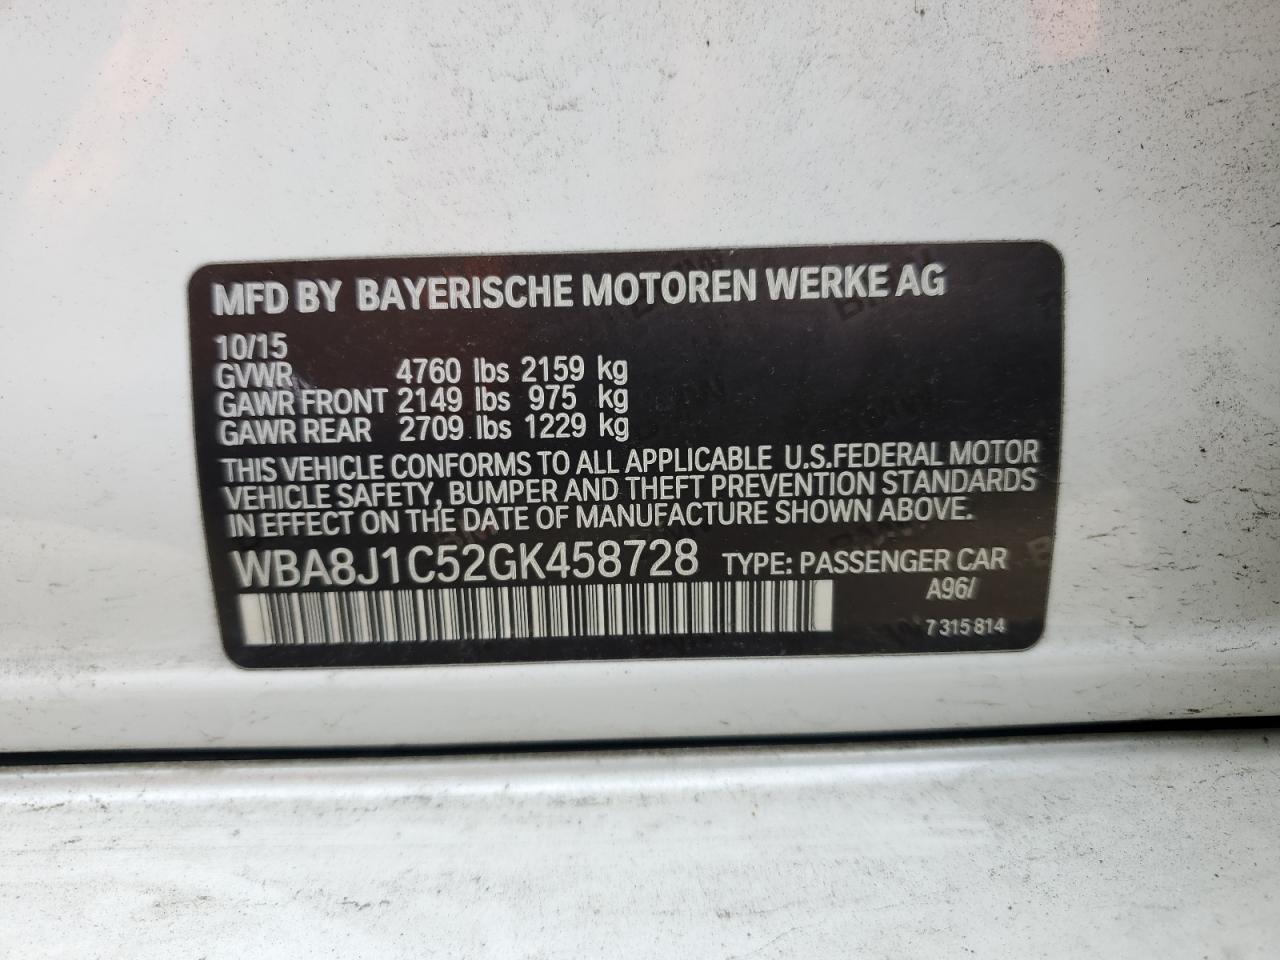 MFD BY BAYERISCHE MOTOREN WERKE AG
10/15
GVWR 4760 lbs 2159 kg
GAWR FRONT 2149 lbs 975 kg
GAWR REAR 2709 lbs 1229 kg
THIS VEHICLE CONFORMS TO ALL APPLICABLE U.S.FEDERAL MOTOR
VEHICLE SAFETY, BUMPER AND THEFT PREVENTION STANDARDS
IN EFFECT ON THE DATE OF MANUFACTURE SHOWN ABOVE.
WBA8J1C52GK458728 TYPE: PASSENGER CAR
A96/
7 315 814